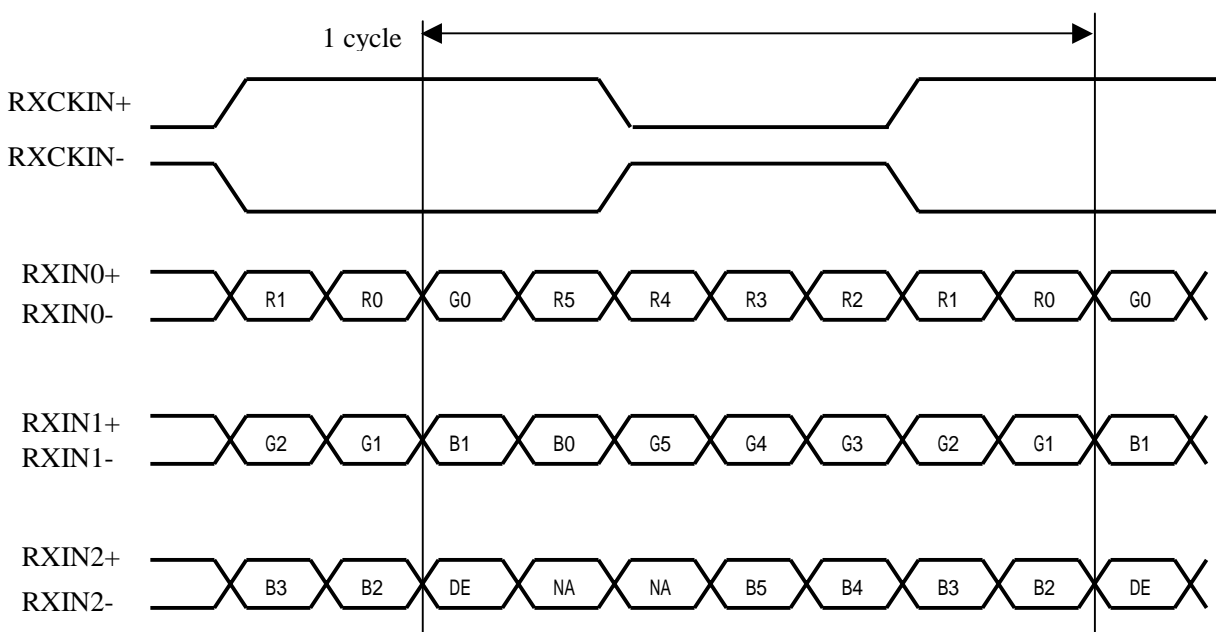 1 cycle
RXCKIN+
RXCKIN-
RXIN0+
R1 R0 G0 R5 R4 R3 R2 R1 R0 G0
RXIN0-
RXIN1+
G2 G1 B1 B0 G5 G4 G3 G2 G1 B1
RXIN1-
RXIN2+
B3 B2 DE NA NA B5 B4 B3 B2 DE
RXIN2-